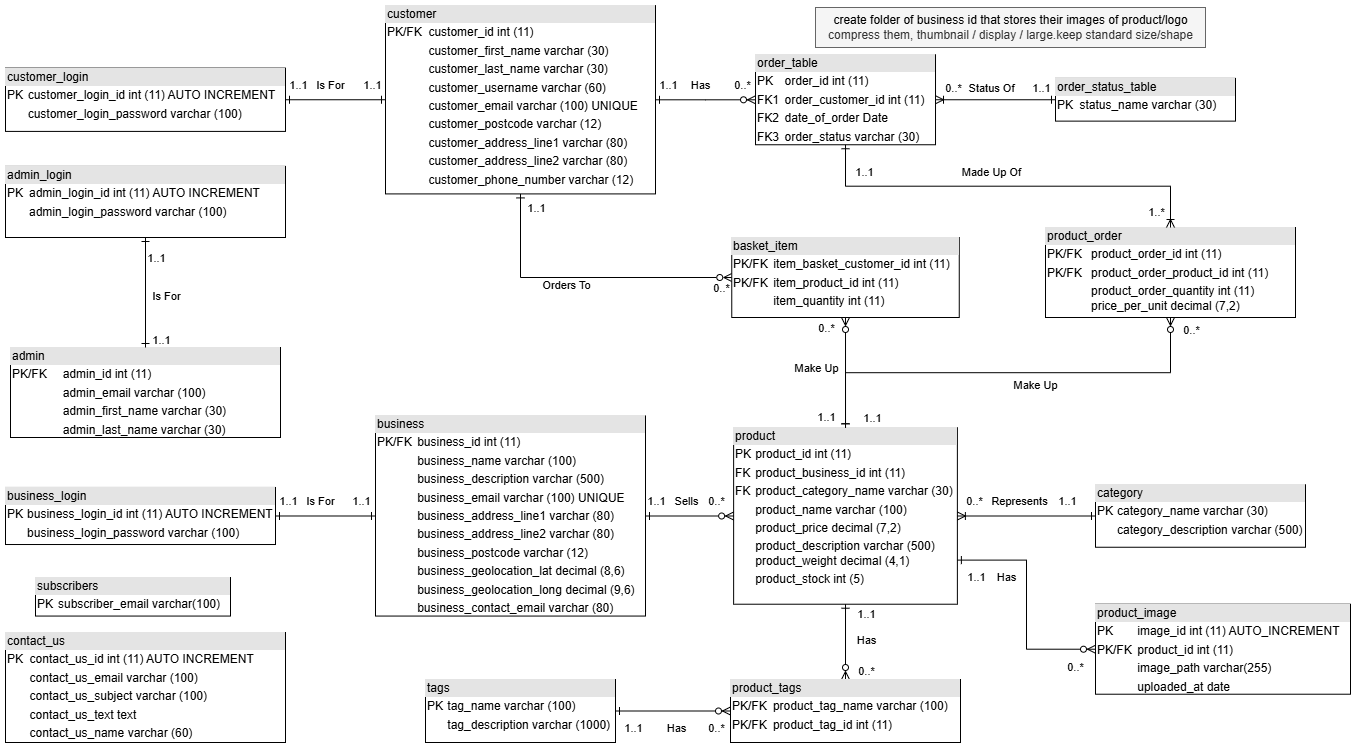 create folder of business id that stores their images of product/logo
compress them, thumbnail / display / large.keep standard size/shape
customer
PK/FK customer_id int (11)
customer_first_name varchar (30)
customer_last_name varchar (30)
customer_username varchar (60)
customer_email varchar (100) UNIQUE
customer_postcode varchar (12)
customer_address_line1 varchar (80)
customer_address_line2 varchar (80)
customer_phone_number varchar (12)
customer_login
PK customer_login_id int (11) AUTO INCREMENT
customer_login_password varchar (100)
1..1 Is For 1..1
1..1 Has 0..*
order_table
PK order_id int (11)
FK1 order_customer_id int (11)
FK2 date_of_order Date
FK3 order_status varchar (30)
0..* Status Of 1..1
order_status_table
PK status_name varchar (30)
admin_login
PK admin_login_id int (11) AUTO INCREMENT
admin_login_password varchar (100)
1..1
Is For
1..1
admin
PK/FK admin_id int (11)
admin_email varchar (100)
admin_first_name varchar (30)
admin_last_name varchar (30)
1..1
Orders To
0..*
1..1
Made Up Of
1..*
basket_item
PK/FK item_basket_customer_id int (11)
PK/FK item_product_id int (11)
item_quantity int (11)
product_order
PK/FK product_order_id int (11)
PK/FK product_order_product_id int (11)
product_order_quantity int (11)
price_per_unit decimal (7,2)
0..*
0..*
Make Up
Make Up
1..1
1..1
business_login
PK business_login_id int (11) AUTO INCREMENT
business_login_password varchar (100)
1..1 Is For 1..1
business
PK/FK business_id int (11)
business_name varchar (100)
business_description varchar (500)
business_email varchar (100) UNIQUE
business_address_line1 varchar (80)
business_address_line2 varchar (80)
business_postcode varchar (12)
business_geolocation_lat decimal (8,6)
business_geolocation_long decimal (9,6)
business_contact_email varchar (80)
1..1 Sells 0..*
product
PK product_id int (11)
FK product_business_id int (11)
FK product_category_name varchar (30)
product_name varchar (100)
product_price decimal (7,2)
product_description varchar (500)
product_weight decimal (4,1)
product_stock int (5)
0..* Represents 1..1
category
PK category_name varchar (30)
category_description varchar (500)
1..1 Has
0..*
product_image
PK image_id int (11) AUTO_INCREMENT
PK/FK product_id int (11)
image_path varchar(255)
uploaded_at date
subscribers
PK subscriber_email varchar(100)
contact_us
PK contact_us_id int (11) AUTO INCREMENT
contact_us_email varchar (100)
contact_us_subject varchar (100)
contact_us_text text
contact_us_name varchar (60)
1..1
Has
0..*
tags
PK tag_name varchar (100)
tag_description varchar (1000)
1..1 Has 0..*
product_tags
PK/FK product_tag_name varchar (100)
PK/FK product_tag_id int (11)